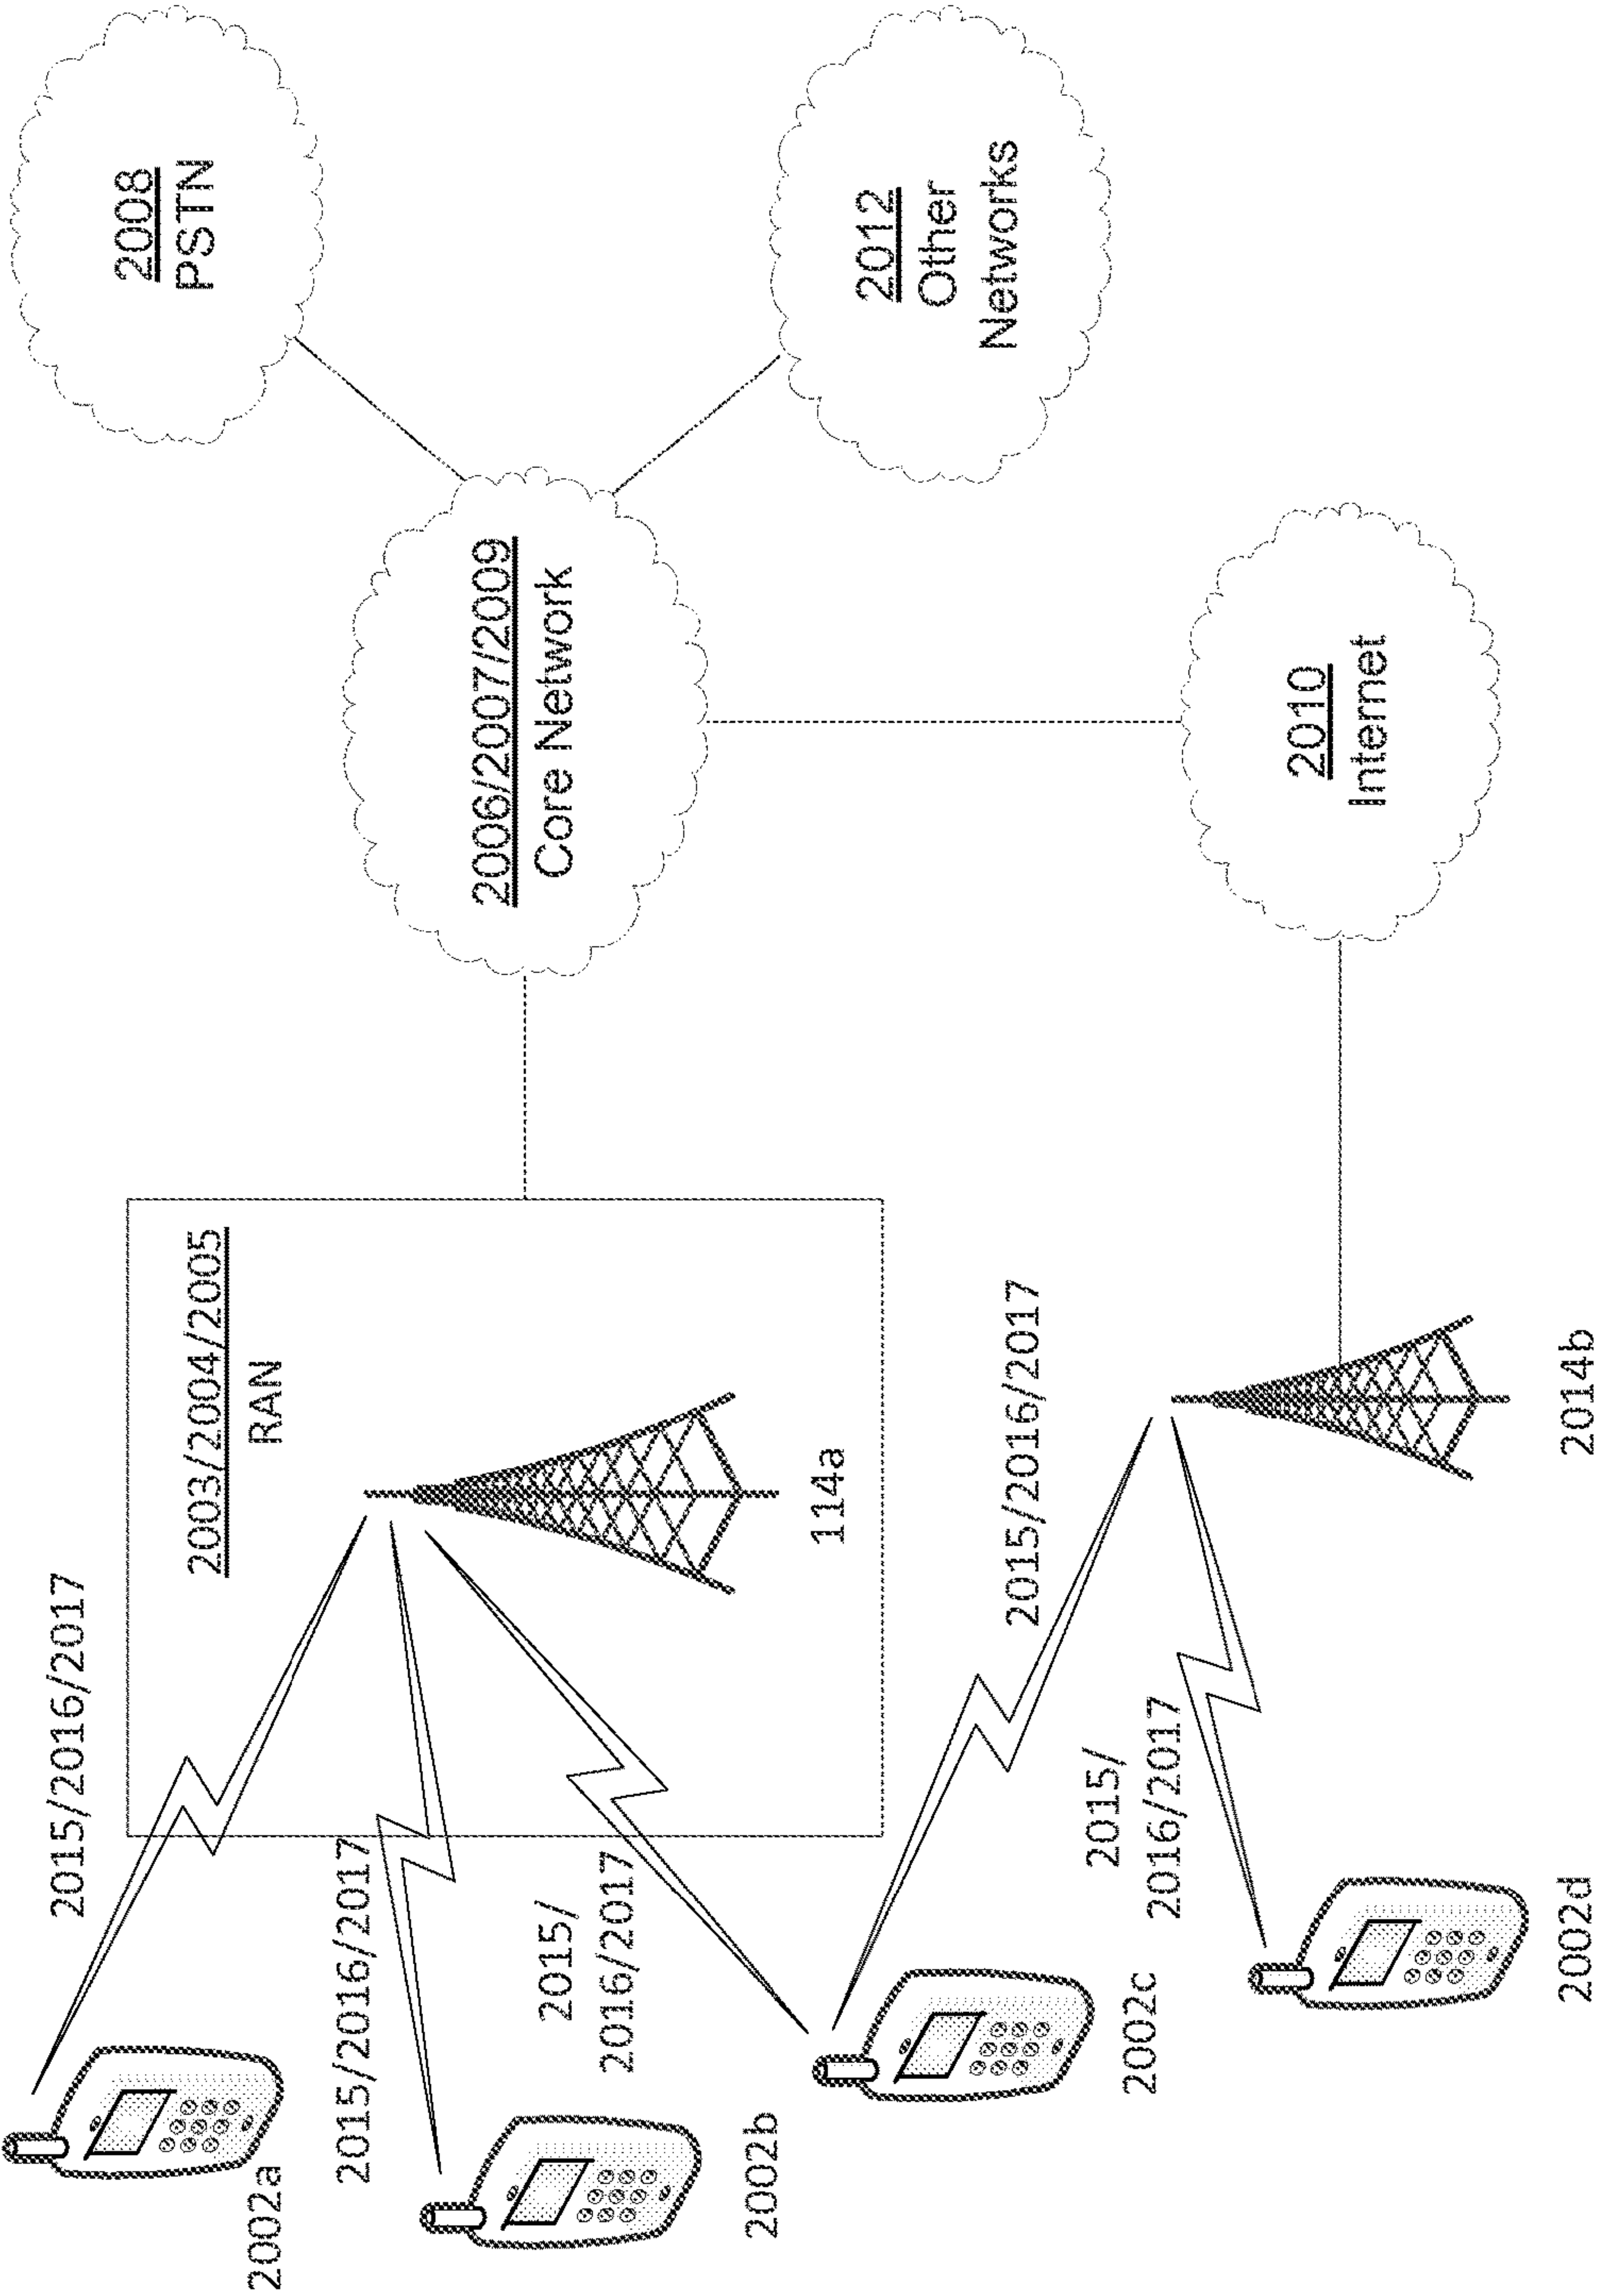 2015/2016/2017
2003/2004/2005
RAN
2008
PSTN
2002a
2015/2016/2017
114a
2006/2007/2009
Core Network
2015/
2016/2017
2002b
2012
Other
Networks
2015/2016/2017
2002c
2015/
2016/2017
2010
Internet
2002d
2014b